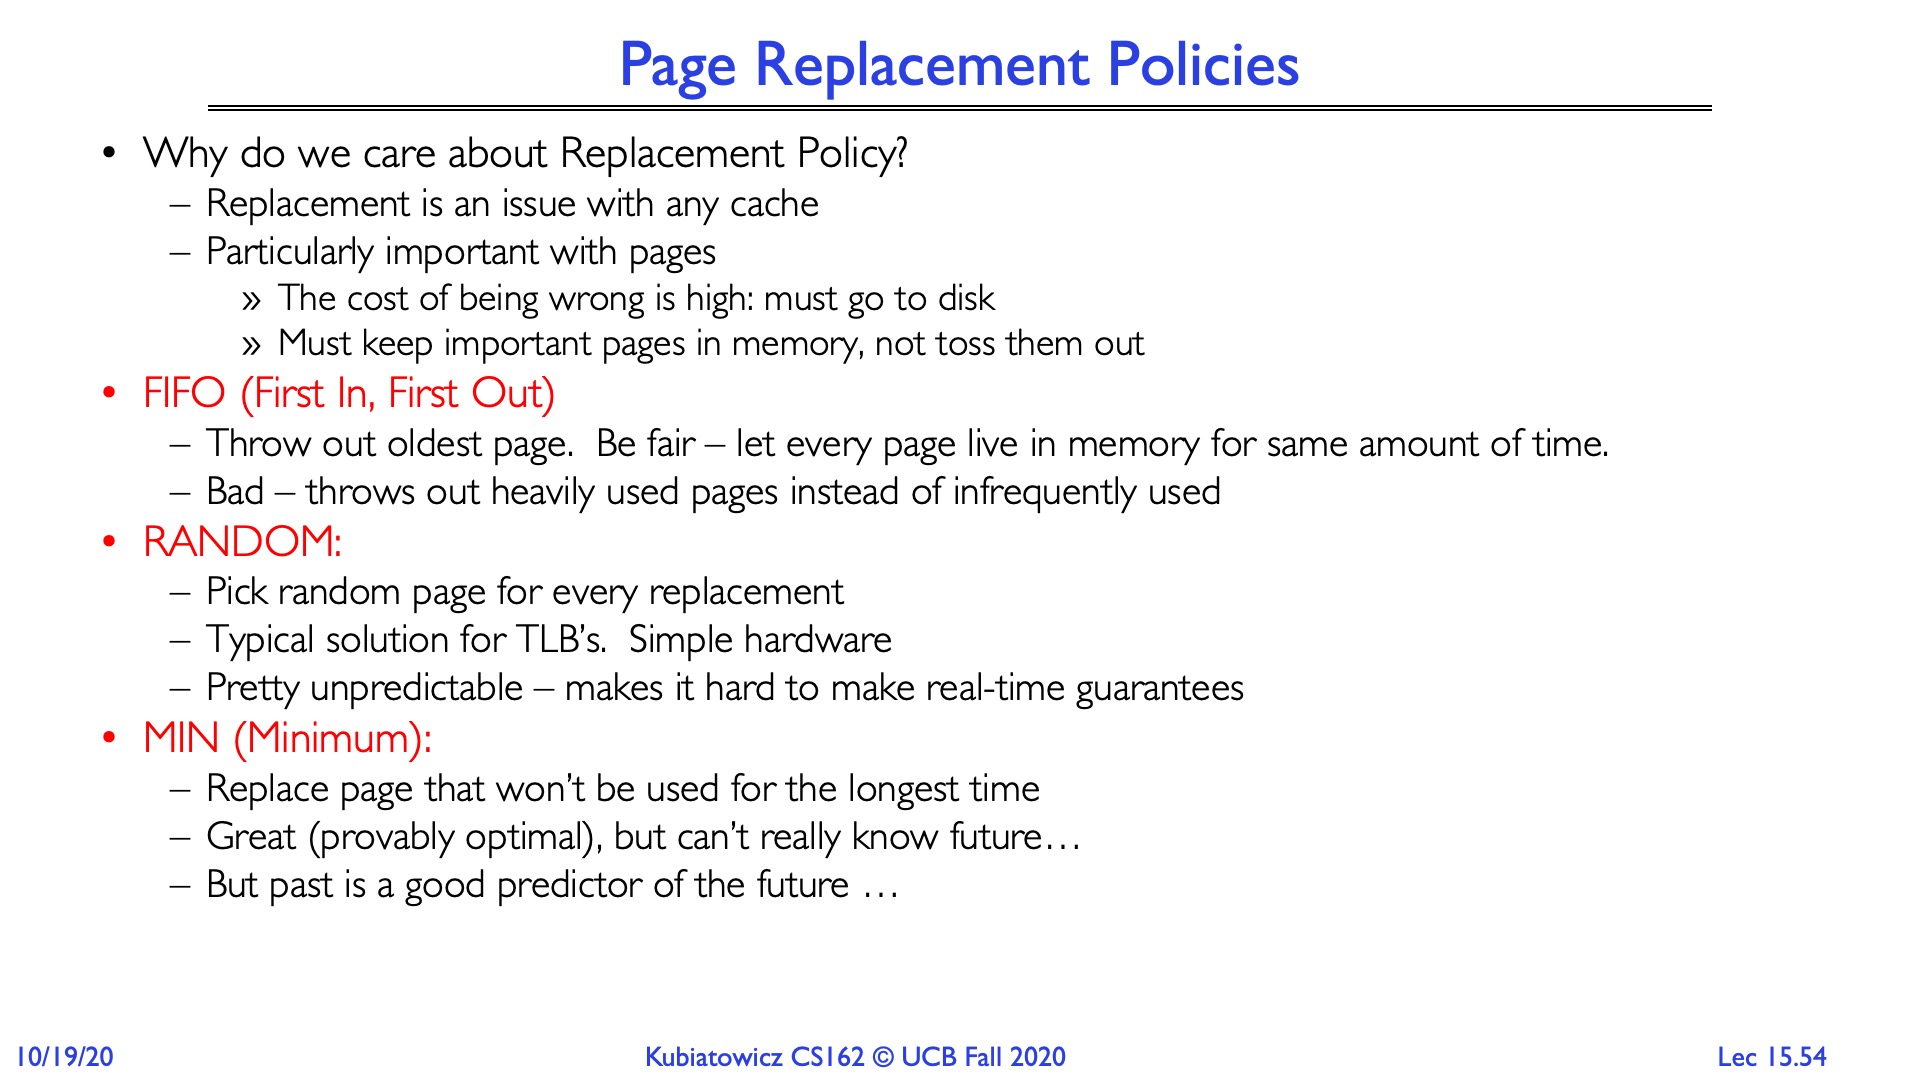 Page Replacement Policies
• Why do we care about Replacement Policy?
– Replacement is an issue with any cache
– Particularly important with pages
» The cost of being wrong is high: must go to disk
» Must keep important pages in memory, not toss them out
• FIFO (First In, First Out)
– Throw out oldest page.  Be fair – let every page live in memory for same amount of time.
– Bad – throws out heavily used pages instead of infrequently used
• RANDOM:
– Pick random page for every replacement
– Typical solution for TLB’s.  Simple hardware
– Pretty unpredictable – makes it hard to make real-time guarantees
• MIN (Minimum):
– Replace page that won’t be used for the longest time
– Great (provably optimal), but can’t really know future…
– But past is a good predictor of the future …
10/19/20
Kubiatowicz CS162 © UCB Fall 2020
Lec 15.54